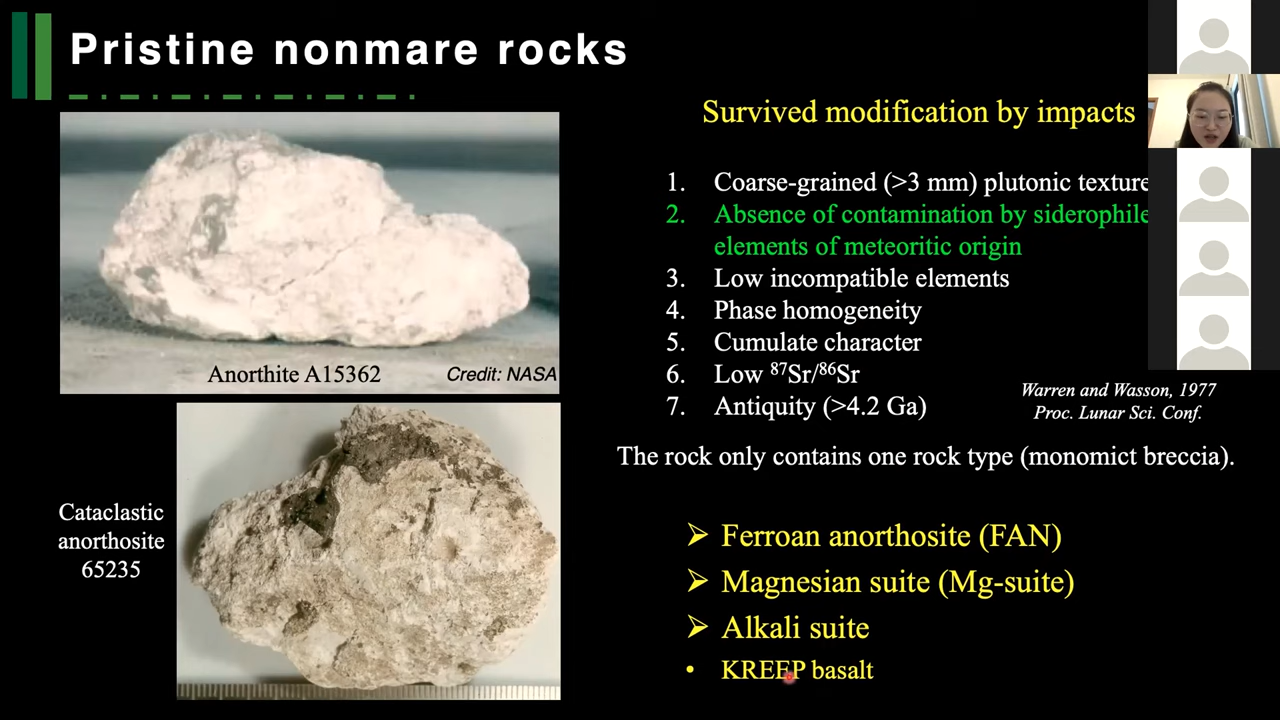 Pristine nonmare rocks
Survived modification by impacts
1. Coarse-grained (>3 mm) plutonic texture
2. Absence of contamination by siderophile
elements of meteoritic origin
3. Low incompatible elements
4. Phase homogeneity
5. Cumulate character
6. Low ⁸⁷Sr/⁸⁶Sr
7. Antiquity (>4.2 Ga)
Warren and Wasson, 1977
Proc. Lunar Sci. Conf.
The rock only contains one rock type (monomict breccia).
Anorthite A15362
Credit: NASA
Cataclastic
anorthosite
65235
➢ Ferroan anorthosite (FAN)
➢ Magnesian suite (Mg-suite)
➢ Alkali suite
• KREEP basalt